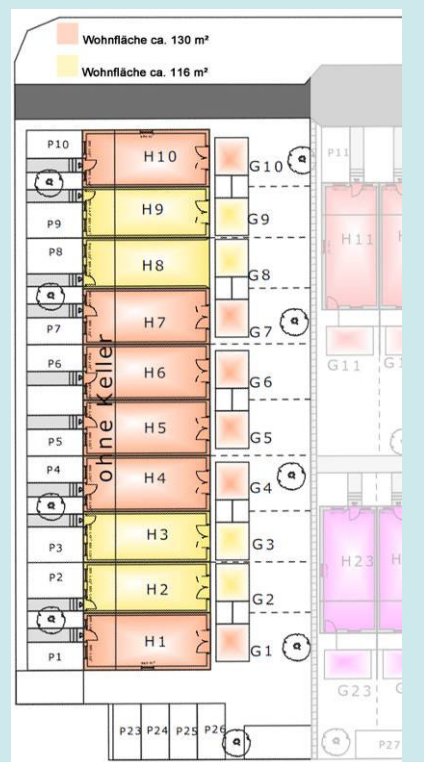 Wohnfläche ca. 130 m²
Wohnfläche ca. 116 m²
P10
H10
G10
P11
P9
H9
G9
H11
P8
H8
G8
P7
H7
G7
P6
H6
G6
G11
ohne Keller
P5
H5
G5
P4
H4
G4
P3
H3
G3
H23
P2
H2
G2
P1
H1
G1
G23
P23 P24 P25 P26
P27